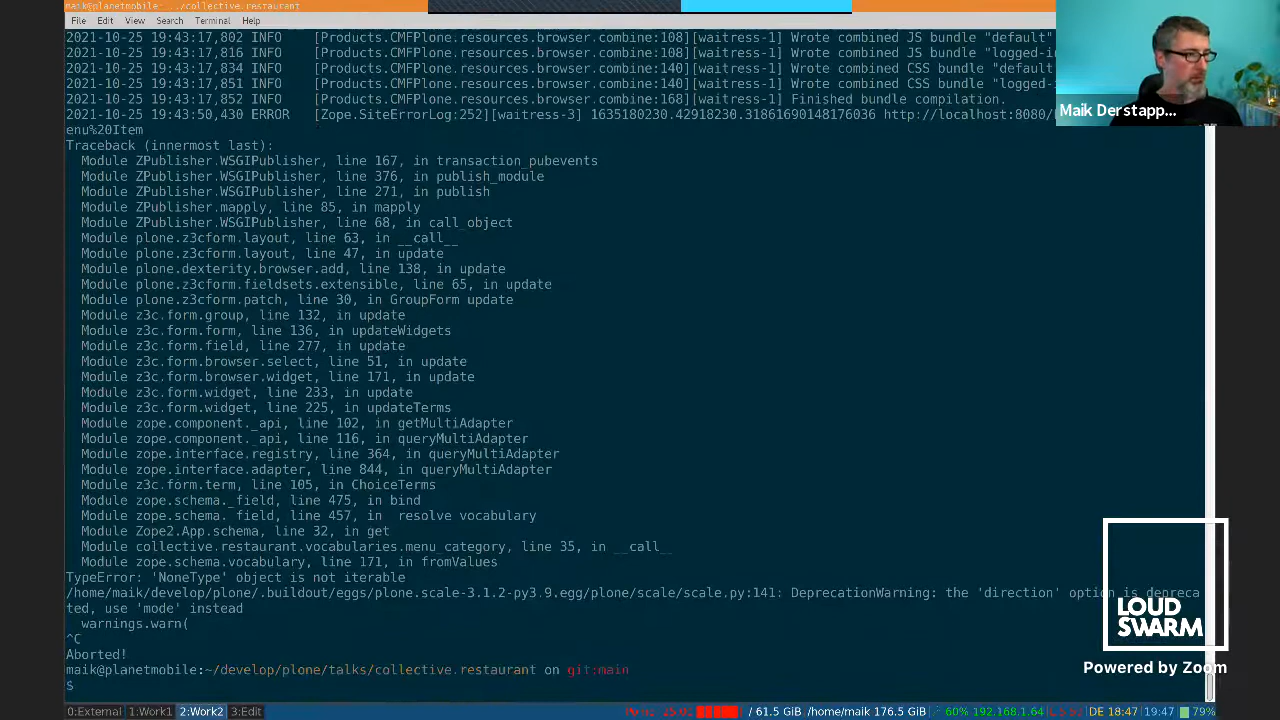 maik@planetmobile: .../collective.restaurant
File Edit View Search Terminal Help
2021-10-25 19:43:17,802 INFO [Products.CMFPlone.resources.browser.combine:108][waitress-1] Wrote combined JS bundle "default"
2021-10-25 19:43:17,816 INFO [Products.CMFPlone.resources.browser.combine:108][waitress-1] Wrote combined JS bundle "logged-i
2021-10-25 19:43:17,834 INFO [Products.CMFPlone.resources.browser.combine:140][waitress-1] Wrote combined CSS bundle "default
2021-10-25 19:43:17,851 INFO [Products.CMFPlone.resources.browser.combine:140][waitress-1] Wrote combined CSS bundle "logged-
2021-10-25 19:43:17,852 INFO [Products.CMFPlone.resources.browser.combine:168][waitress-1] Finished bundle compilation.
2021-10-25 19:43:50,430 ERROR [Zope.SiteErrorLog:252][waitress-3] 1635180230.42918230.31861690148176036 http://localhost:8080/
enu%20Item
Traceback (innermost last):
Module ZPublisher.WSGIPublisher, line 167, in transaction_pubevents
Module ZPublisher.WSGIPublisher, line 376, in publish_module
Module ZPublisher.WSGIPublisher, line 271, in publish
Module ZPublisher.mapply, line 85, in mapply
Module ZPublisher.WSGIPublisher, line 68, in call_object
Module plone.z3cform.layout, line 63, in __call__
Module plone.z3cform.layout, line 47, in update
Module plone.dexterity.browser.add, line 138, in update
Module plone.z3cform.fieldsets.extensible, line 65, in update
Module plone.z3cform.patch, line 30, in GroupForm_update
Module z3c.form.group, line 132, in update
Module z3c.form.form, line 136, in updateWidgets
Module z3c.form.field, line 277, in update
Module z3c.form.browser.select, line 51, in update
Module z3c.form.browser.widget, line 171, in update
Module z3c.form.widget, line 233, in update
Module z3c.form.widget, line 225, in updateTerms
Module zope.component._api, line 102, in getMultiAdapter
Module zope.component._api, line 116, in queryMultiAdapter
Module zope.interface.registry, line 364, in queryMultiAdapter
Module zope.interface.adapter, line 844, in queryMultiAdapter
Module z3c.form.term, line 105, in ChoiceTerms
Module zope.schema._field, line 475, in bind
Module zope.schema._field, line 457, in _resolve_vocabulary
Module Zope2.App.schema, line 32, in get
Module collective.restaurant.vocabularies.menu_category, line 35, in __call__
Module zope.schema.vocabulary, line 171, in fromValues
TypeError: 'NoneType' object is not iterable
/home/maik/develop/plone/.buildout/eggs/plone.scale-3.1.2-py3.9.egg/plone/scale/scale.py:141: DeprecationWarning: the 'direction' option is depreca
ted, use 'mode' instead
warnings.warn(
^C
Aborted!
maik@planetmobile:~/develop/plone/talks/collective.restaurant on git:main
$
Maik Derstapp...
LOUD
SWARM
Powered by Zoom
0:External 1:Work1 2:Work2 3:Edit
/ 61.5 GiB /home/maik 176.5 GiB 60% 192.168.1.64 DE 18:47 19:47 79%